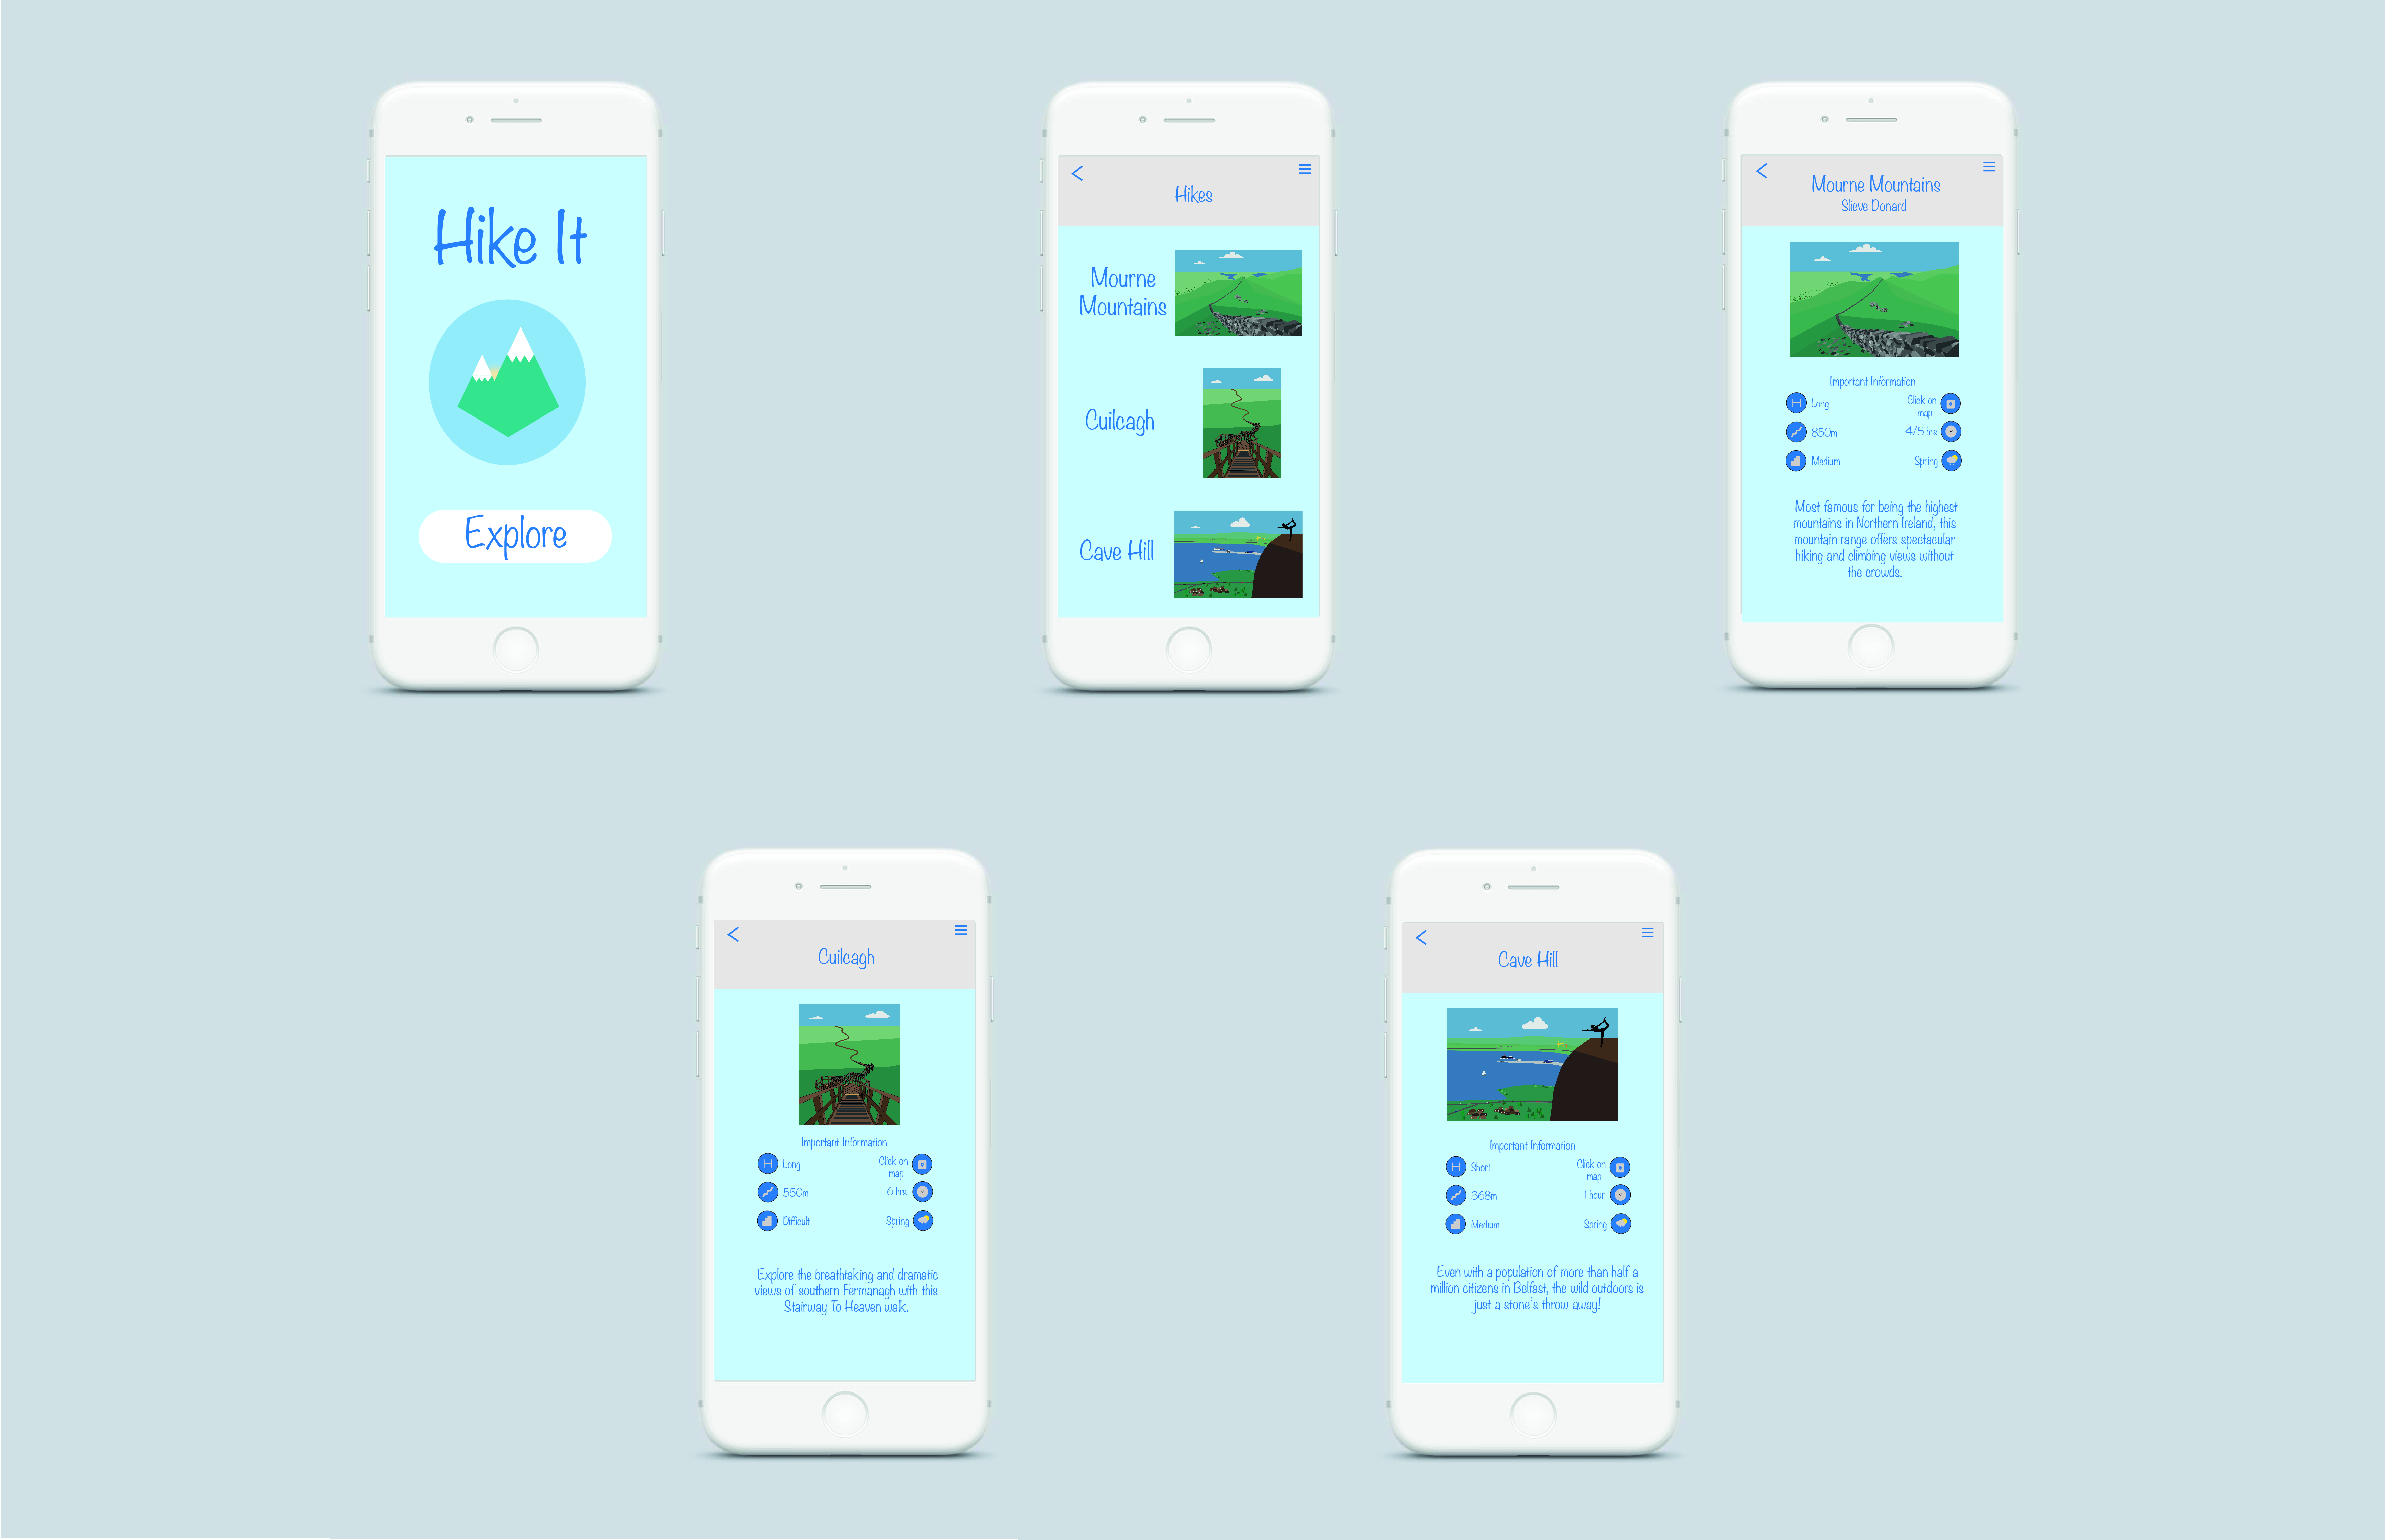 Hike It
Explore
Hikes
Mourne
Mountains
Cuilcagh
Cave Hill
Mourne Mountains
Slieve Donard
Important Information
Long
Click on
map
850m
4/5 hrs
Medium
Spring
Most famous for being the highest
mountains in Northern Ireland, this
mountain range offers spectacular
hiking and climbing views without
the crowds.
Cuilcagh
Important Information
Long
Click on
map
550m
6 hrs
Difficult
Spring
Explore the breathtaking and dramatic
views of southern Fermanagh with this
Stairway To Heaven walk.
Cave Hill
Important Information
Short
Click on
map
368m
1 hour
Medium
Spring
Even with a population of more than half a
million citizens in Belfast, the wild outdoors is
just a stone's throw away!